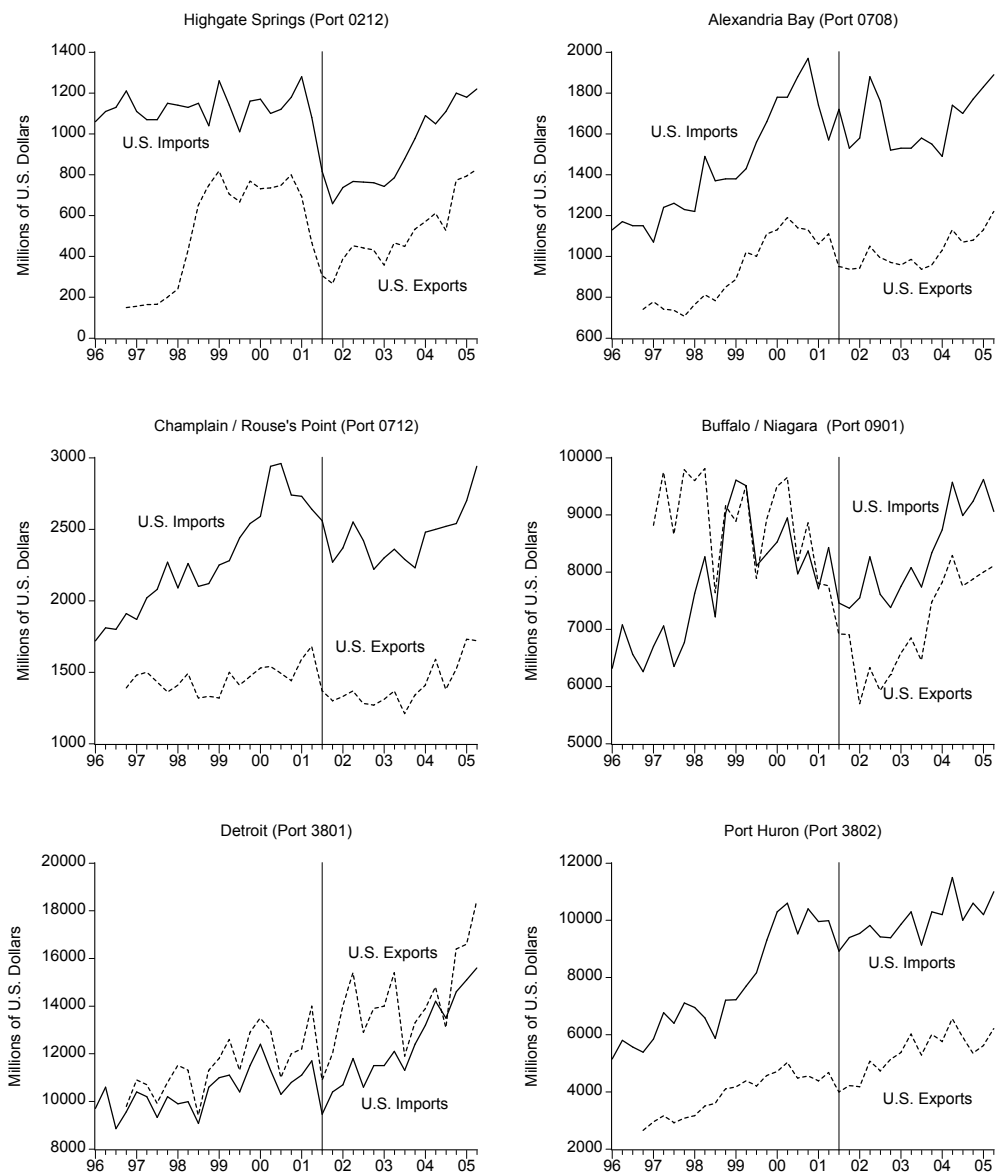 Highgate Springs (Port 0212)
Millions of U.S. Dollars
1400
1200
1000
800
600
400
200
0
U.S. Imports
U.S. Exports
96 97 98 99 00 01 02 03 04 05
Alexandria Bay (Port 0708)
Millions of U.S. Dollars
2000
1800
1600
1400
1200
1000
800
600
U.S. Imports
U.S. Exports
96 97 98 99 00 01 02 03 04 05
Champlain / Rouse's Point (Port 0712)
Millions of U.S. Dollars
3000
2500
2000
1500
1000
U.S. Imports
U.S. Exports
96 97 98 99 00 01 02 03 04 05
Buffalo / Niagara (Port 0901)
Millions of U.S. Dollars
10000
9000
8000
7000
6000
5000
U.S. Imports
U.S. Exports
96 97 98 99 00 01 02 03 04 05
Detroit (Port 3801)
Millions of U.S. Dollars
20000
18000
16000
14000
12000
10000
8000
U.S. Exports
U.S. Imports
96 97 98 99 00 01 02 03 04 05
Port Huron (Port 3802)
Millions of U.S. Dollars
12000
10000
8000
6000
4000
2000
U.S. Imports
U.S. Exports
96 97 98 99 00 01 02 03 04 05